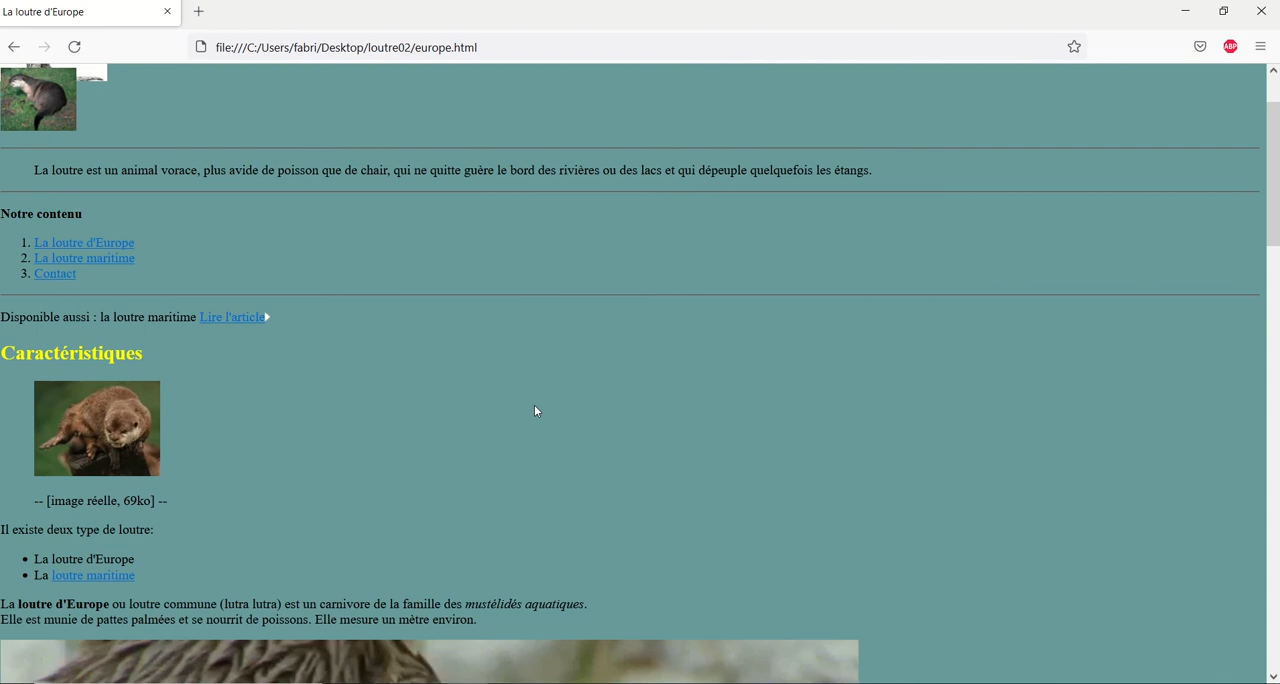 La loutre d'Europe
file:///C:/Users/fabri/Desktop/loutre02/europe.html
ABP
La loutre est un animal vorace, plus avide de poisson que de chair, qui ne quitte guère le bord des rivières ou des lacs et qui dépeuple quelquefois les étangs.
Notre contenu
1. La loutre d'Europe
2. La loutre maritime
3. Contact
Disponible aussi : la loutre maritime Lire l'article
Caractéristiques
-- [image réelle, 69ko] --
Il existe deux type de loutre:
• La loutre d'Europe
• La loutre maritime
La loutre d'Europe ou loutre commune (lutra lutra) est un carnivore de la famille des mustélidés aquatiques.
Elle est munie de pattes palmées et se nourrit de poissons. Elle mesure un mètre environ.